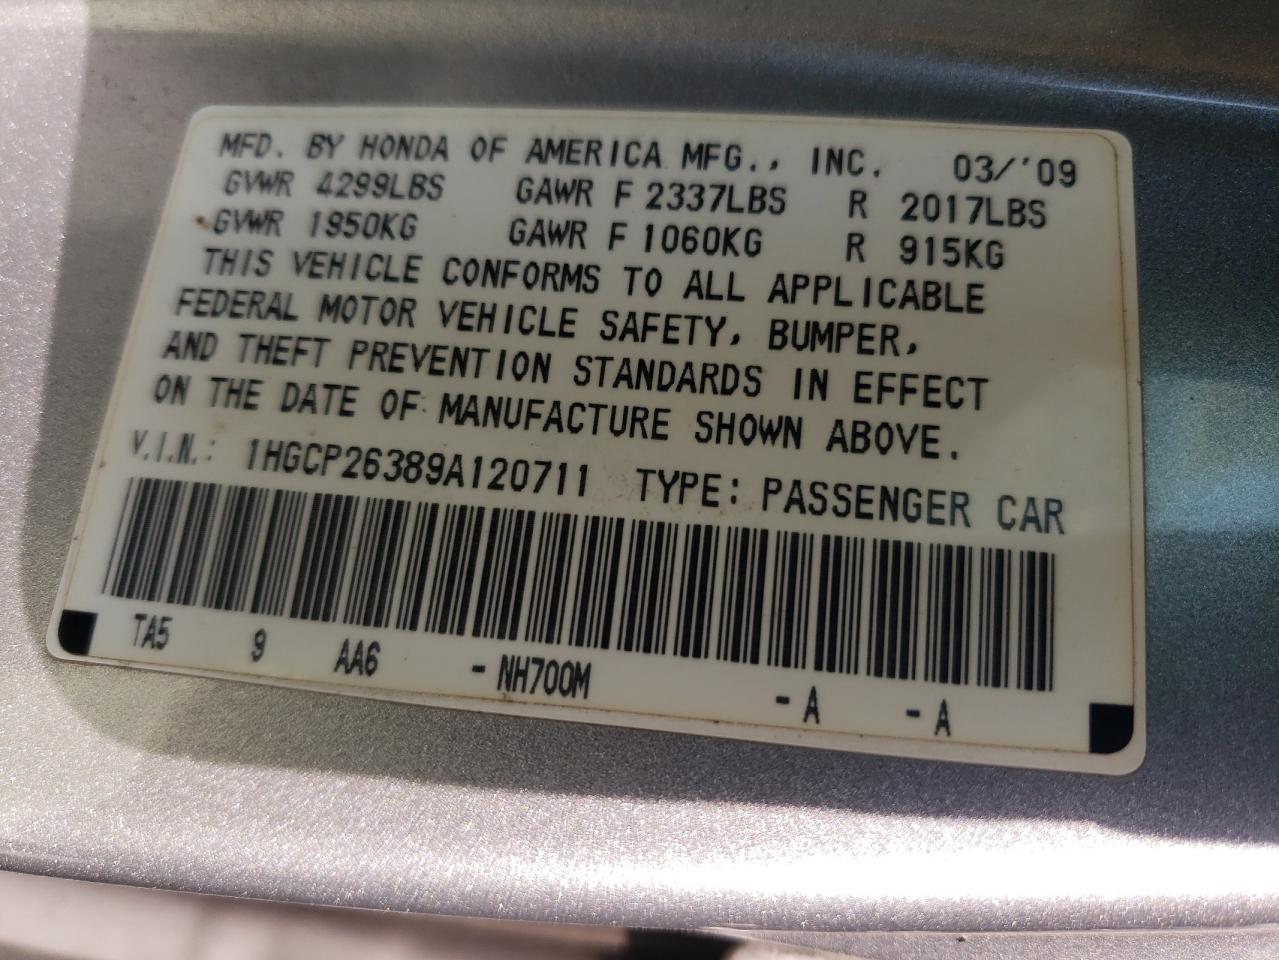 MFD. BY HONDA OF AMERICA MFG., INC. 03/'09
GVWR 4299LBS GAWR F 2337LBS R 2017LBS
GVWR 1950KG GAWR F 1060KG R 915KG
THIS VEHICLE CONFORMS TO ALL APPLICABLE
FEDERAL MOTOR VEHICLE SAFETY, BUMPER,
AND THEFT PREVENTION STANDARDS IN EFFECT
ON THE DATE OF MANUFACTURE SHOWN ABOVE.
V.I.N.: 1HGCP26389A120711 TYPE: PASSENGER CAR
TA5 9 AA6 -NH700M -A -A